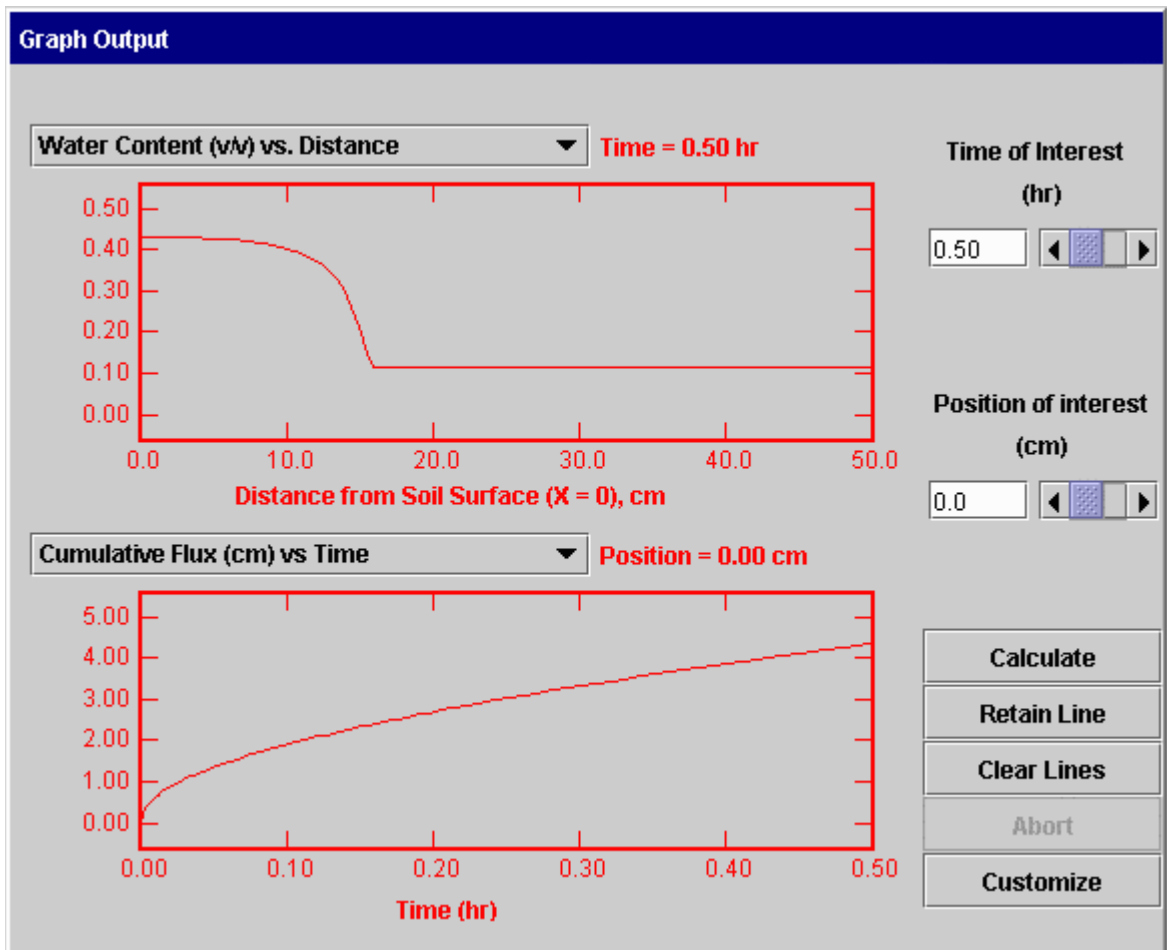 Graph Output
Water Content (v/v) vs. Distance
Time = 0.50 hr
0.50
0.40
0.30
0.20
0.10
0.00
0.0 10.0 20.0 30.0 40.0 50.0
Distance from Soil Surface (X = 0), cm
Time of Interest
(hr)
0.50
Position of interest
(cm)
0.0
Cumulative Flux (cm) vs Time
Position = 0.00 cm
5.00
4.00
3.00
2.00
1.00
0.00
0.00 0.10 0.20 0.30 0.40 0.50
Time (hr)
Calculate
Retain Line
Clear Lines
Abort
Customize